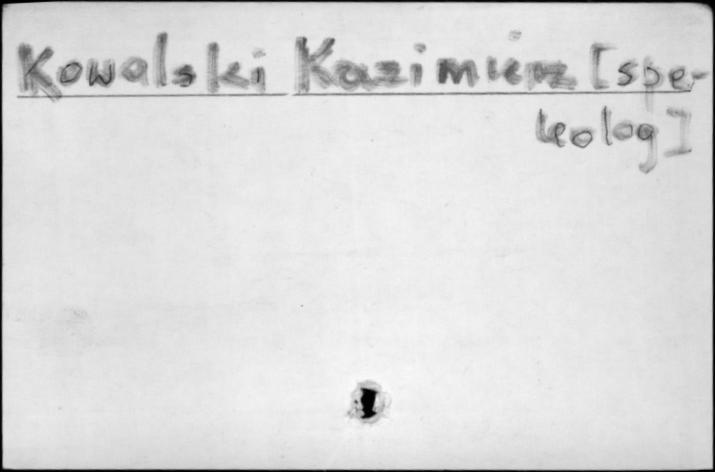 Kowalski Kazimierz [spe-
leolog]